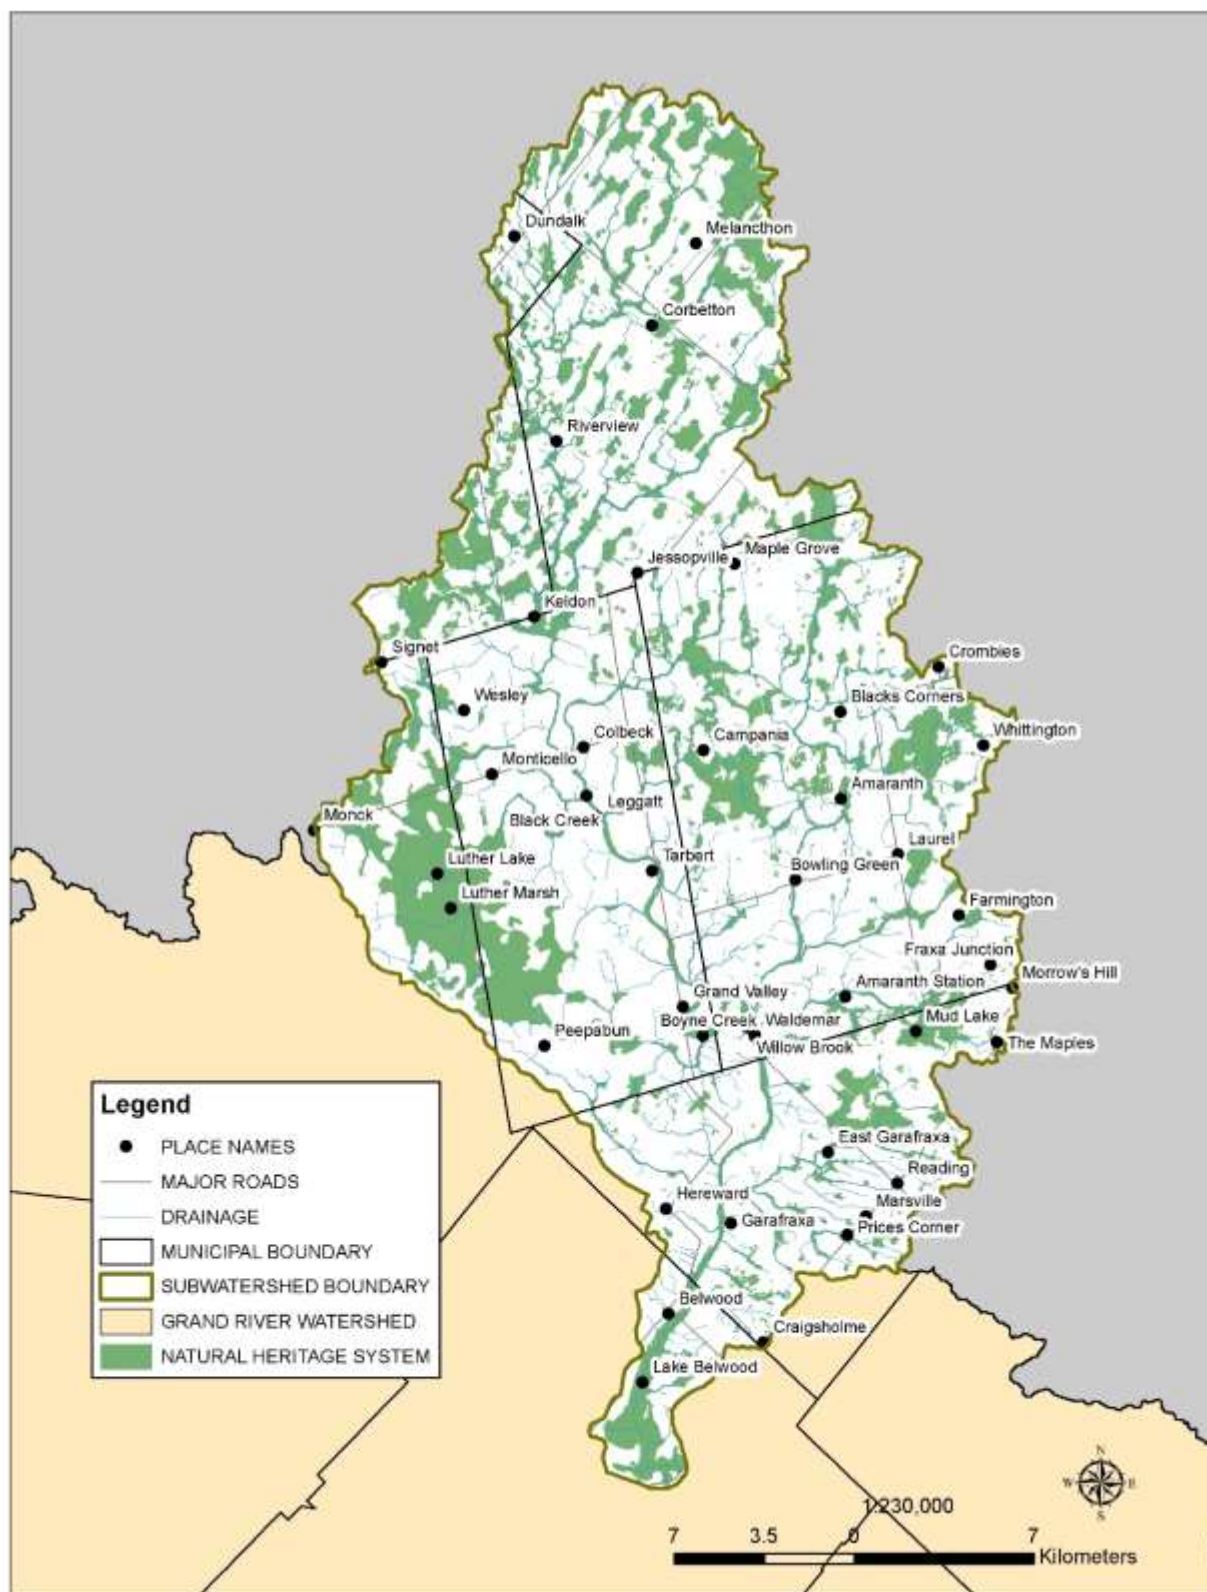 Dundalk
Melancthon
Corbetton
Riverview
Jessopville
Maple Grove
Keldon
Signet
Crombies
Wesley
Blacks Corners
Whittington
Colbeck
Campania
Monticello
Amaranth
Leggatt
Black Creek
Monck
Laurel
Luther Lake
Tarbert
Bowling Green
Luther Marsh
Farmington
Fraxa Junction
Morrow's Hill
Amaranth Station
Grand Valley
Boyne Creek
Waldemar
Mud Lake
Willow Brook
The Maples
Peepabun
Legend
PLACE NAMES
MAJOR ROADS
DRAINAGE
MUNICIPAL BOUNDARY
SUBWATERSHED BOUNDARY
GRAND RIVER WATERSHED
NATURAL HERITAGE SYSTEM
East Garafraxa
Reading
Hereward
Marsville
Garafraxa
Prices Corner
Belwood
Craigsholme
Lake Belwood
N
W E
S
1:230,000
7 3.5 0 7
Kilometers